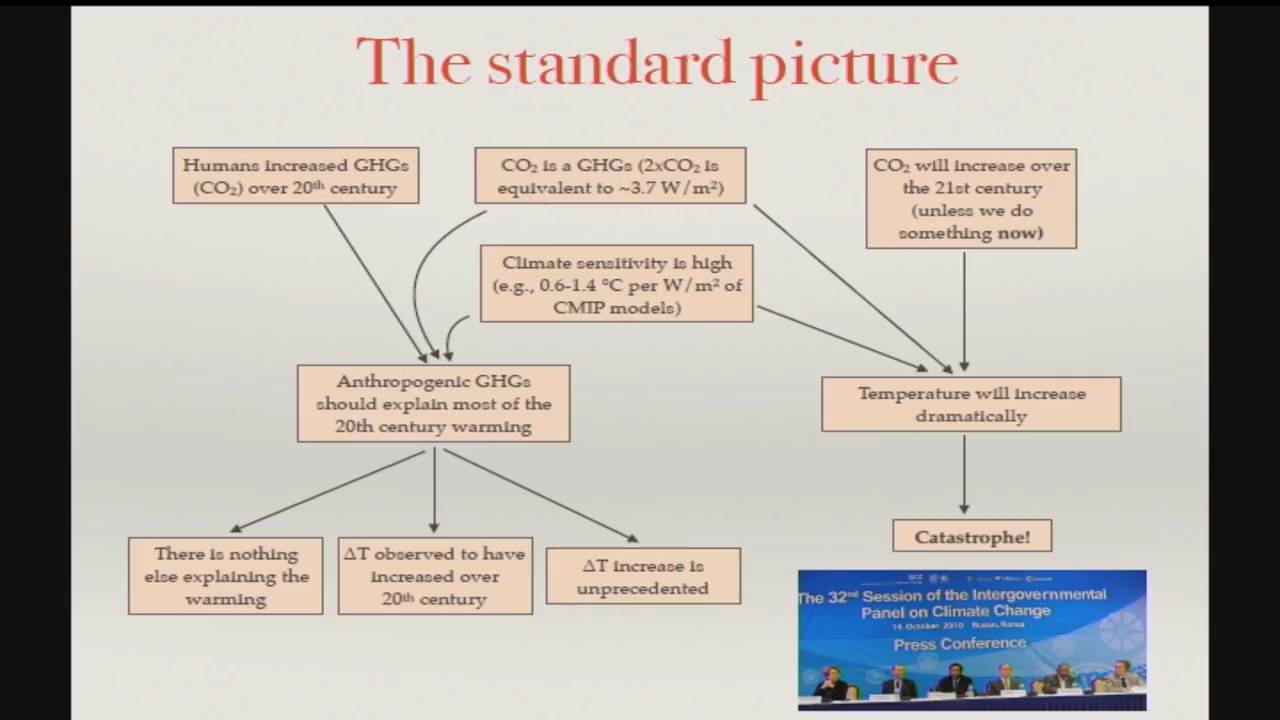 The standard picture
Humans increased GHGs
(CO₂) over 20ᵗʰ century
CO₂ is a GHGs (2xCO₂ is
equivalent to ~3.7 W/m²)
CO₂ will increase over
the 21st century
(unless we do
something now)
Climate sensitivity is high
(e.g., 0.6-1.4 °C per W/m² of
CMIP models)
Anthropogenic GHGs
should explain most of the
20th century warming
Temperature will increase
dramatically
There is nothing
else explaining the
warming
ΔT observed to have
increased over
20ᵗʰ century
ΔT increase is
unprecedented
Catastrophe!
The 32ⁿᵈ Session of the Intergovernmental
Panel on Climate Change
14 October 2010 Busan, Korea
Press Conference